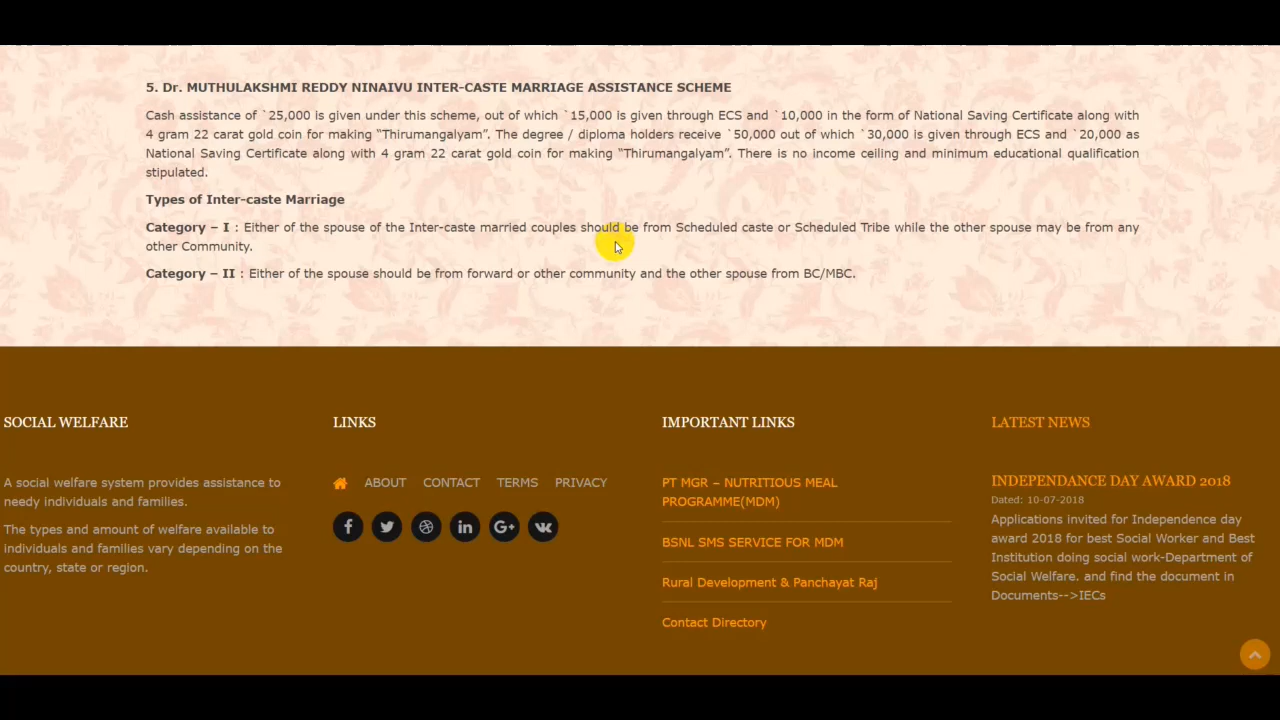 5. Dr. MUTHULAKSHMI REDDY NINAIVU INTER-CASTE MARRIAGE ASSISTANCE SCHEME
Cash assistance of `25,000 is given under this scheme, out of which `15,000 is given through ECS and `10,000 in the form of National Saving Certificate along with
4 gram 22 carat gold coin for making “Thirumangalyam”. The degree / diploma holders receive `50,000 out of which `30,000 is given through ECS and `20,000 as
National Saving Certificate along with 4 gram 22 carat gold coin for making “Thirumangalyam”. There is no income ceiling and minimum educational qualification
stipulated.
Types of Inter-caste Marriage
Category – I : Either of the spouse of the Inter-caste married couples should be from Scheduled caste or Scheduled Tribe while the other spouse may be from any
other Community.
Category – II : Either of the spouse should be from forward or other community and the other spouse from BC/MBC.
SOCIAL WELFARE
A social welfare system provides assistance to
needy individuals and families.
The types and amount of welfare available to
individuals and families vary depending on the
country, state or region.
LINKS
ABOUT CONTACT TERMS PRIVACY
IMPORTANT LINKS
PT MGR – NUTRITIOUS MEAL
PROGRAMME(MDM)
BSNL SMS SERVICE FOR MDM
Rural Development & Panchayat Raj
Contact Directory
LATEST NEWS
INDEPENDANCE DAY AWARD 2018
Dated: 10-07-2018
Applications invited for Independence day
award 2018 for best Social Worker and Best
Institution doing social work-Department of
Social Welfare. and find the document in
Documents-->IECs